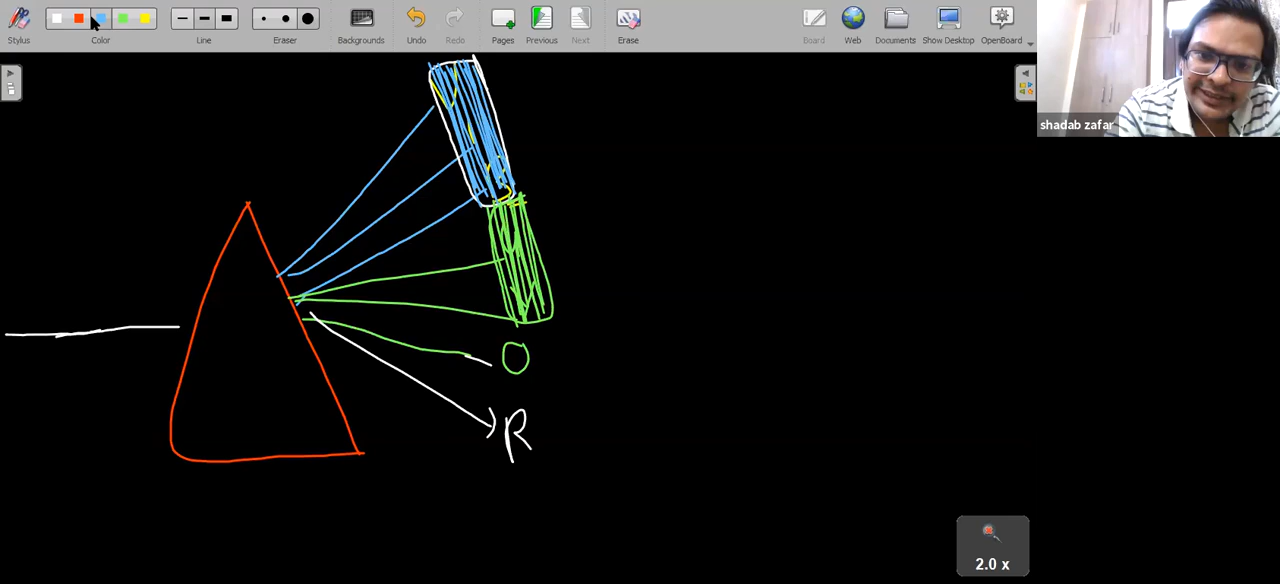 Stylus
Color
Line
Eraser
Backgrounds
Undo
Redo
Pages
Previous
Next
Erase
Board
Web
Documents
Show Desktop
OpenBoard
shadab zafar
O
R
2.0 x